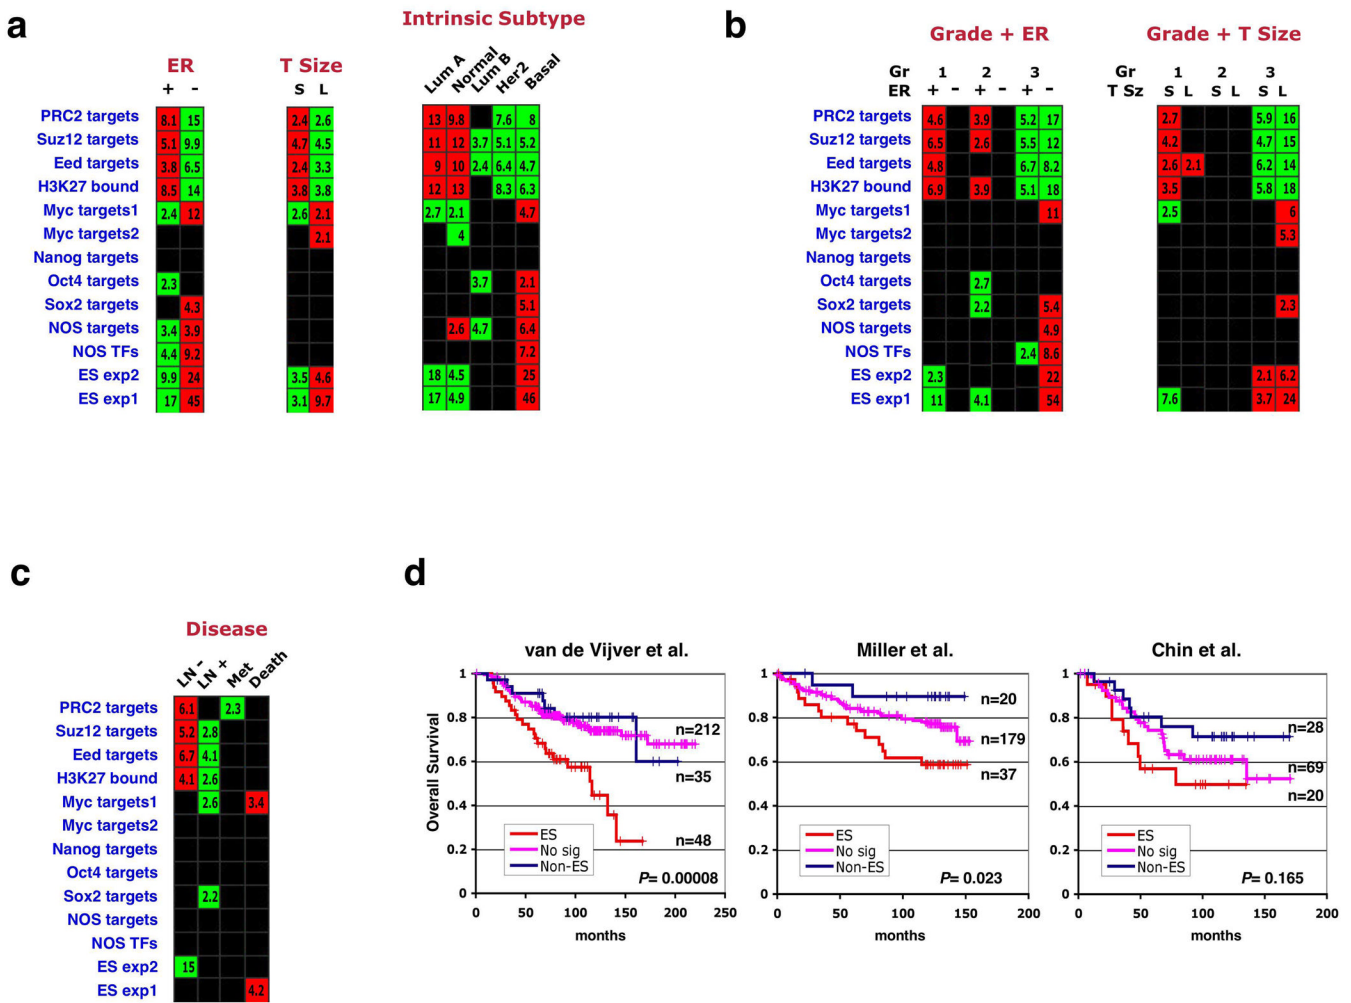 a
ER
+ -
T Size
S L
Intrinsic Subtype
Lum A Normal Lum B Her2 Basal
PRC2 targets 8.1 15 2.4 2.6 13 9.8 7.6 8
Suz12 targets 5.1 9.9 4.7 4.5 11 12 3.7 5.1 5.2
Eed targets 3.8 6.5 2.4 3.3 9 10 2.4 6.4 4.7
H3K27 bound 8.5 14 3.8 3.8 12 13 8.3 6.3
Myc targets1 2.4 12 2.6 2.1 2.7 2.1 4.7
Myc targets2 2.1 4
Nanog targets
Oct4 targets 2.3 3.7 2.1
Sox2 targets 4.3 5.1
NOS targets 3.4 3.9 2.6 4.7 6.4
NOS TFs 4.4 9.2 7.2
ES exp2 9.9 24 3.5 4.6 18 4.5 25
ES exp1 17 45 3.1 9.7 17 4.9 46
b
Grade + ER
Gr 1 2 3
ER + - + - + -
Grade + T Size
Gr 1 2 3
T Sz S L S L S L
PRC2 targets 4.6 3.9 5.2 17 2.7 5.9 16
Suz12 targets 6.5 2.6 5.5 12 4.2 4.7 15
Eed targets 4.8 6.7 8.2 2.6 2.1 6.2 14
H3K27 bound 6.9 3.9 5.1 18 3.5 5.8 18
Myc targets1 11 2.5 6
Myc targets2 5.3
Nanog targets
Oct4 targets 2.7
Sox2 targets 2.2 5.4 2.3
NOS targets 4.9
NOS TFs 2.4 8.6
ES exp2 2.3 22 2.1 6.2
ES exp1 11 4.1 54 7.6 3.7 24
c
Disease
LN - LN + Met Death
PRC2 targets 6.1 2.3
Suz12 targets 5.2 2.8
Eed targets 6.7 4.1
H3K27 bound 4.1 2.6
Myc targets1 2.6 3.4
Myc targets2
Nanog targets
Oct4 targets
Sox2 targets 2.2
NOS targets
NOS TFs
ES exp2 15
ES exp1 4.2
d
van de Vijver et al.
Overall Survival
1
0.8
0.6
0.4
0.2
0
n=212
n=35
n=48
ES
No sig
Non-ES
P= 0.00008
0 50 100 150 200 250
months
Miller et al.
1
0.8
0.6
0.4
0.2
0
n=20
n=179
n=37
ES
No sig
Non-ES
P= 0.023
0 50 100 150 200
months
Chin et al.
1
0.8
0.6
0.4
0.2
0
n=28
n=69
n=20
ES
No sig
Non-ES
P= 0.165
0 50 100 150 200
months